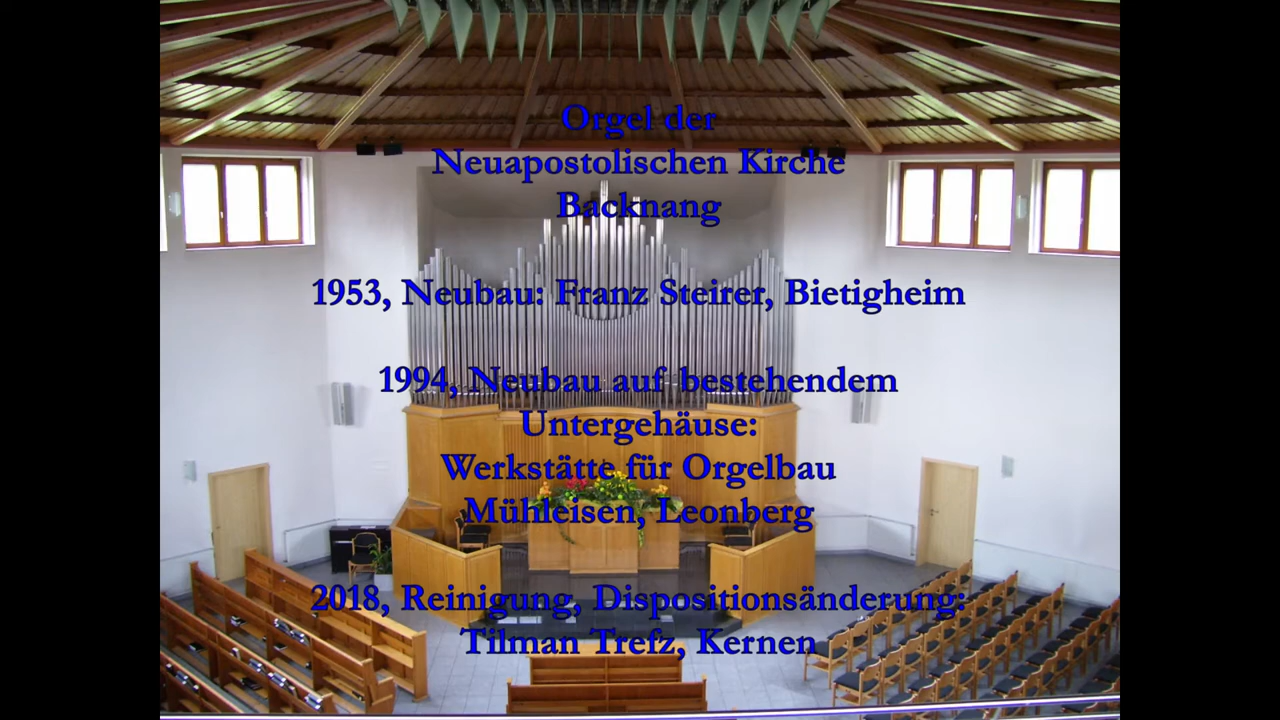 Orgel der
Neuapostolischen Kirche
Backnang
1953, Neubau: Franz Steirer, Bietigheim
1994, Neubau auf bestehendem
Untergehäuse:
Werkstätte für Orgelbau
Mühleisen, Leonberg
2018, Reinigung, Dispositionsänderung:
Tilman Trefz, Kernen